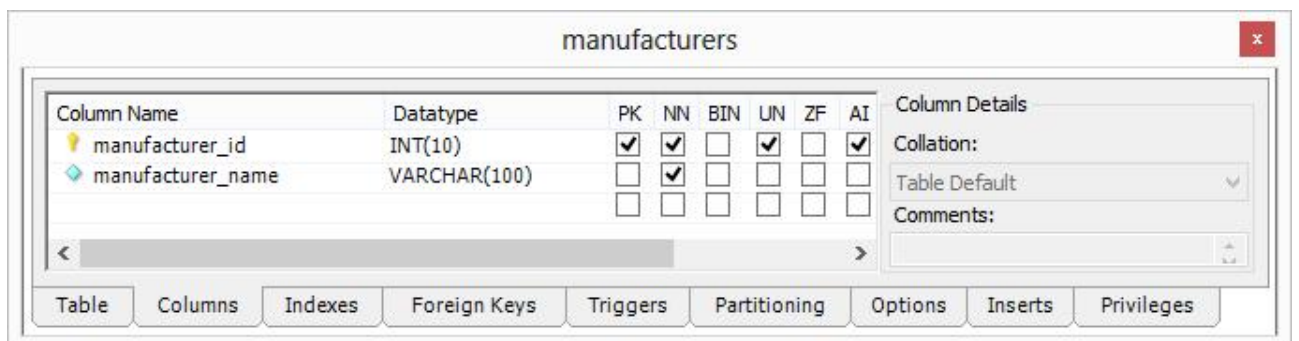 manufacturers
x
Column Name Datatype PK NN BIN UN ZF AI
manufacturer_id INT(10)
manufacturer_name VARCHAR(100)
Column Details
Collation:
Table Default
Comments:
Table Columns Indexes Foreign Keys Triggers Partitioning Options Inserts Privileges